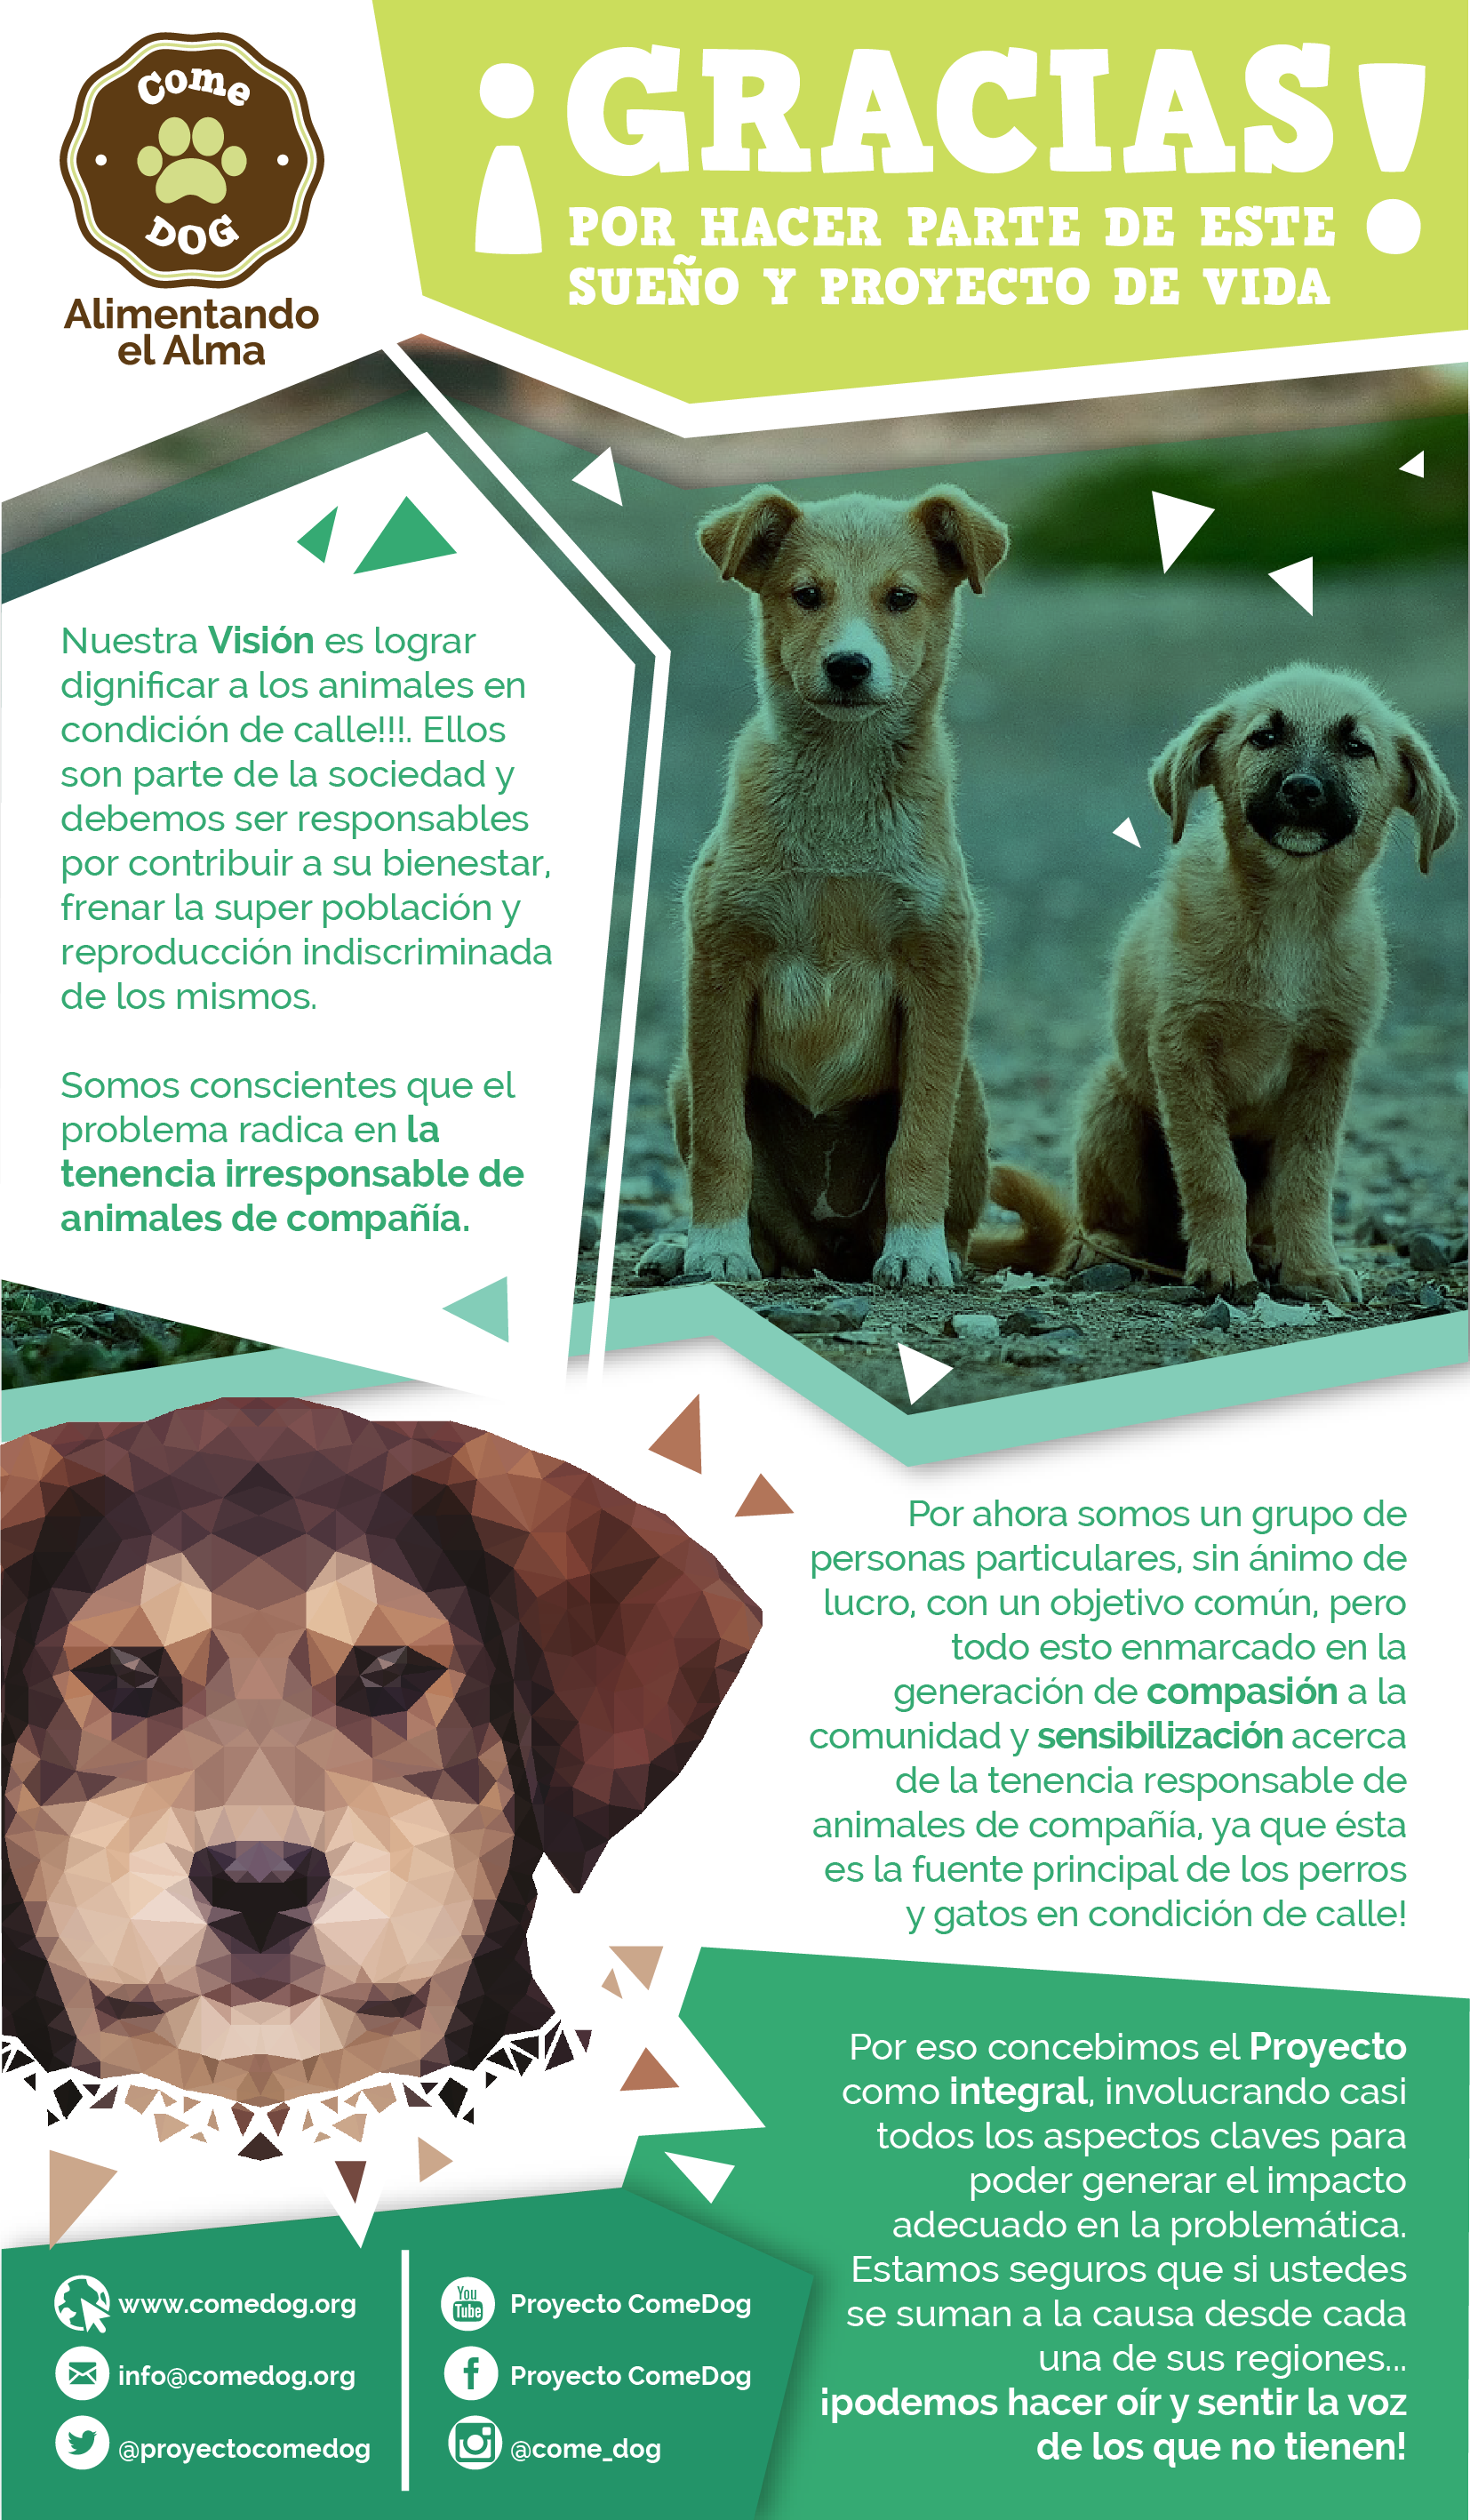 Come
DOG
Alimentando
el Alma
¡GRACIAS!
POR HACER PARTE DE ESTE
SUEÑO Y PROYECTO DE VIDA
Nuestra Visión es lograr
dignificar a los animales en
condición de calle!!!. Ellos
son parte de la sociedad y
debemos ser responsables
por contribuir a su bienestar,
frenar la super población y
reproducción indiscriminada
de los mismos.
Somos conscientes que el
problema radica en la
tenencia irresponsable de
animales de compañía.
Por ahora somos un grupo de
personas particulares, sin ánimo de
lucro, con un objetivo común, pero
todo esto enmarcado en la
generación de compasión a la
comunidad y sensibilización acerca
de la tenencia responsable de
animales de compañía, ya que ésta
es la fuente principal de los perros
y gatos en condición de calle!
Por eso concebimos el Proyecto
como integral, involucrando casi
todos los aspectos claves para
poder generar el impacto
adecuado en la problemática.
Estamos seguros que si ustedes
se suman a la causa desde cada
una de sus regiones...
¡podemos hacer oír y sentir la voz
de los que no tienen!
www.comedog.org
info@comedog.org
@proyectocomedog
You
Tube
Proyecto ComeDog
Proyecto ComeDog
@come_dog